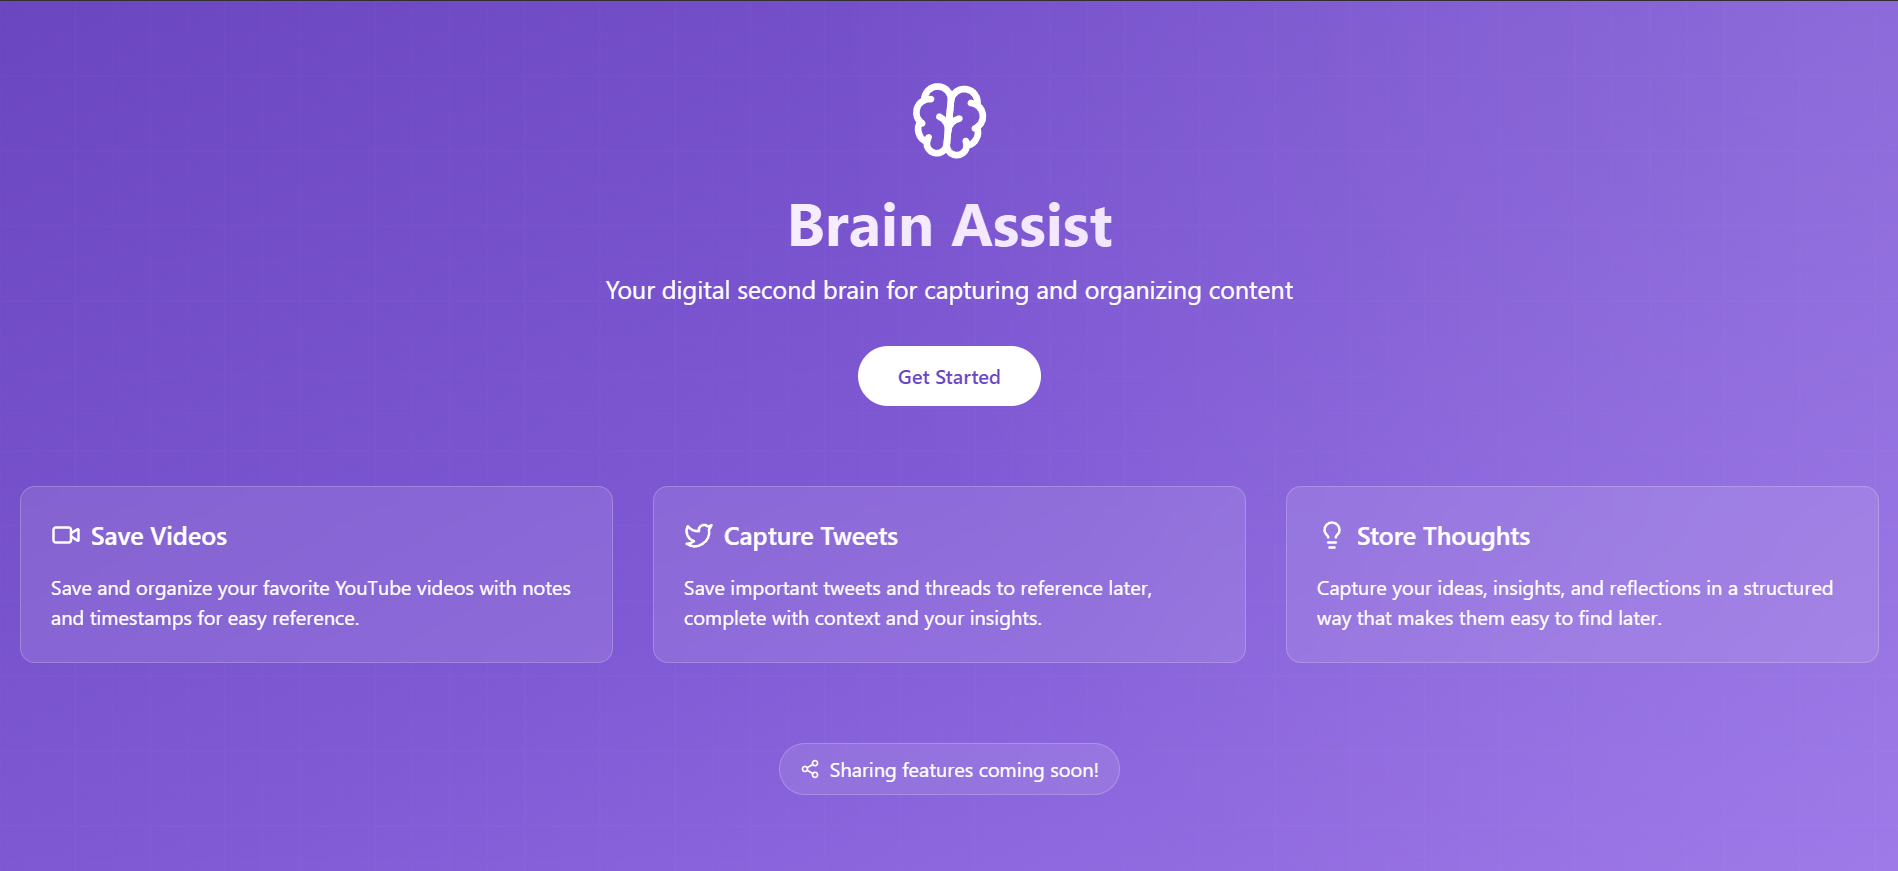 Brain Assist
Your digital second brain for capturing and organizing content
Get Started
Save Videos
Save and organize your favorite YouTube videos with notes
and timestamps for easy reference.
Capture Tweets
Save important tweets and threads to reference later,
complete with context and your insights.
Store Thoughts
Capture your ideas, insights, and reflections in a structured
way that makes them easy to find later.
Sharing features coming soon!